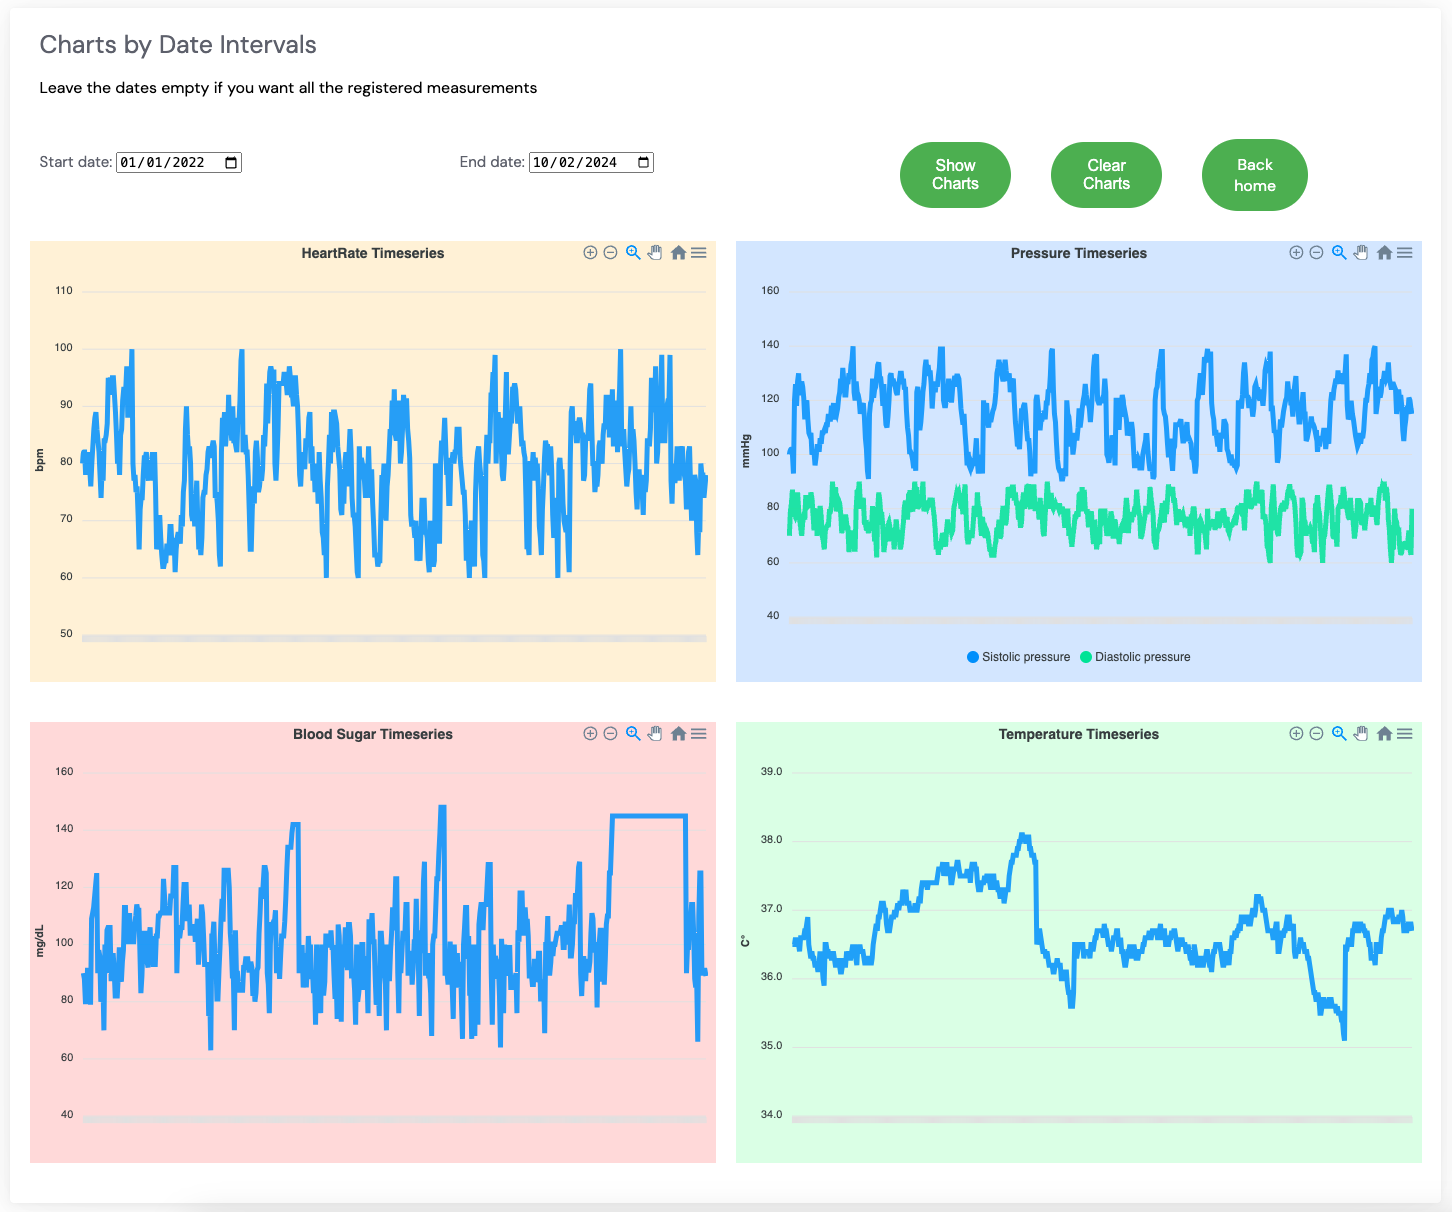 Charts by Date Intervals
Leave the dates empty if you want all the registered measurements
Start date: 01/01/2022
End date: 10/02/2024
Show
Charts
Clear
Charts
Back
home
HeartRate Timeseries
110
100
90
80
70
60
50
bpm
Pressure Timeseries
160
140
120
100
80
60
40
mmHg
Sistolic pressure
Diastolic pressure
Blood Sugar Timeseries
160
140
120
100
80
60
40
mg/dL
Temperature Timeseries
39.0
38.0
37.0
36.0
35.0
34.0
C°